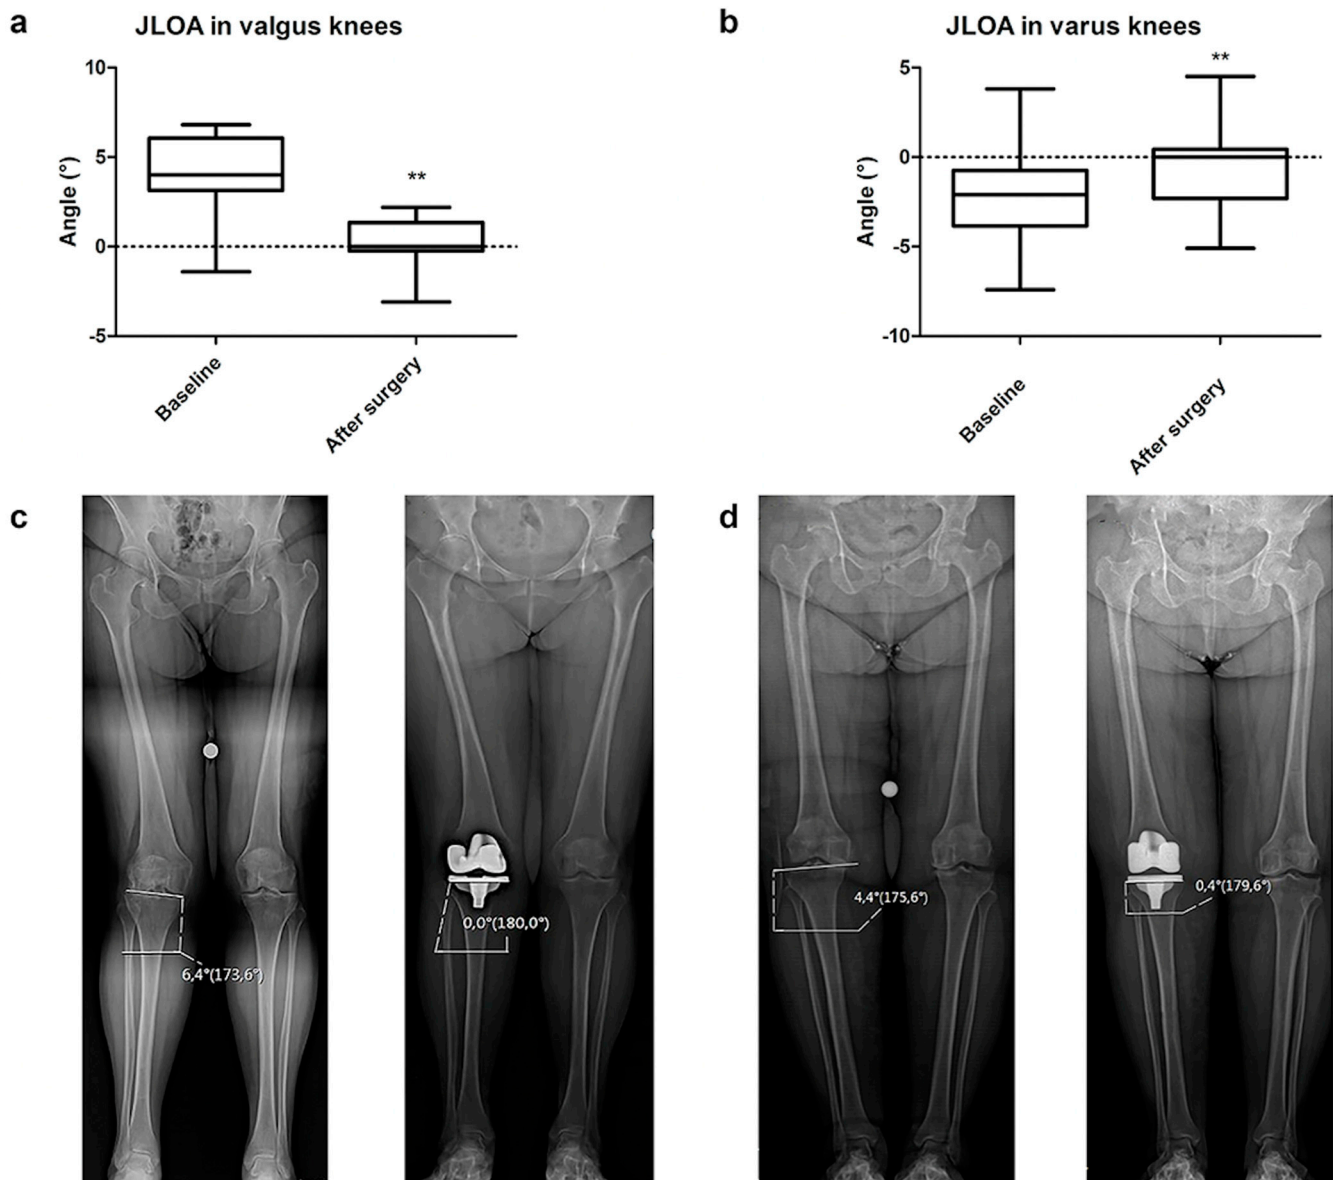 a
JLOA in valgus knees
10
5
0
-5
Angle (°)
**
Baseline
After surgery
b
JLOA in varus knees
5
0
-5
-10
Angle (°)
**
Baseline
After surgery
c
6,4°(173,6°)
0,0°(180,0°)
d
4,4°(175,6°)
0,4°(179,6°)